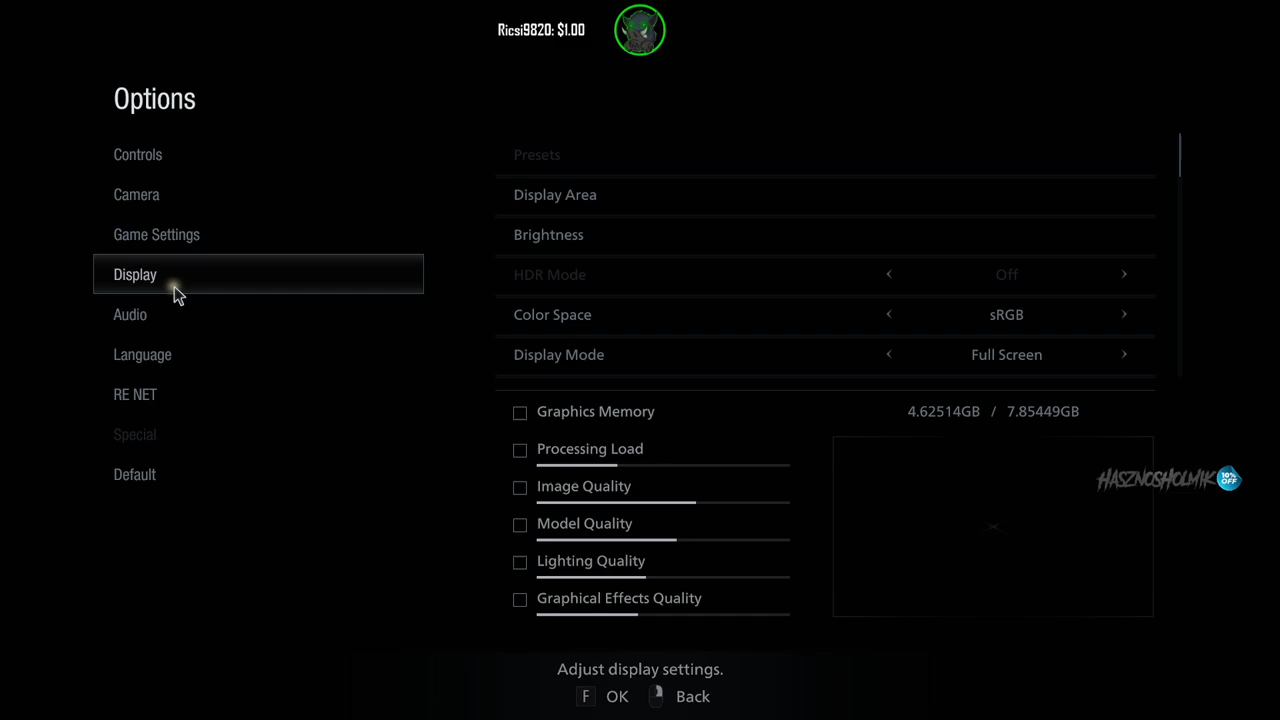 Ricsi9820: $1.00
Options
Controls
Camera
Game Settings
Display
Audio
Language
RE NET
Special
Default
Presets
Display Area
Brightness
HDR Mode Off
Color Space sRGB
Display Mode Full Screen
Graphics Memory 4.62514GB / 7.85449GB
Processing Load
Image Quality
Model Quality
Lighting Quality
Graphical Effects Quality
HASZNOSHOLMIK 10% OFF
Adjust display settings.
F OK Back